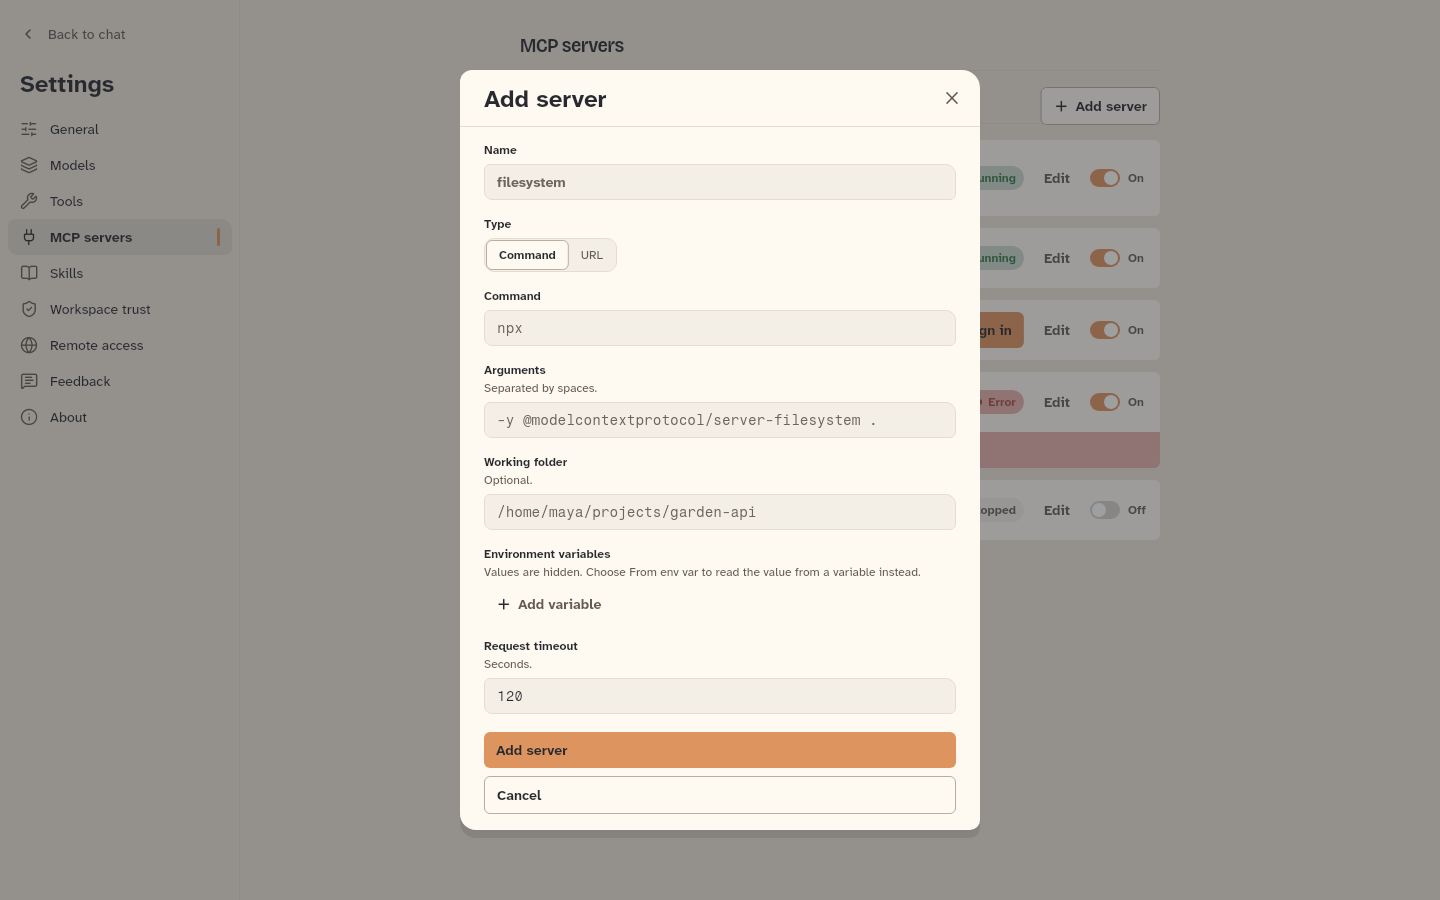 Back to chat
Settings
General
Models
Tools
MCP servers
Skills
Workspace trust
Remote access
Feedback
About
MCP servers
Add server
Edit
On
Edit
On
Edit
On
Error
Edit
On
Edit
Off
Add server
Name
filesystem
Type
Command
URL
Command
npx
Arguments
Separated by spaces.
-y @modelcontextprotocol/server-filesystem .
Working folder
Optional.
/home/maya/projects/garden-api
Environment variables
Values are hidden. Choose From env var to read the value from a variable instead.
Add variable
Request timeout
Seconds.
120
Add server
Cancel